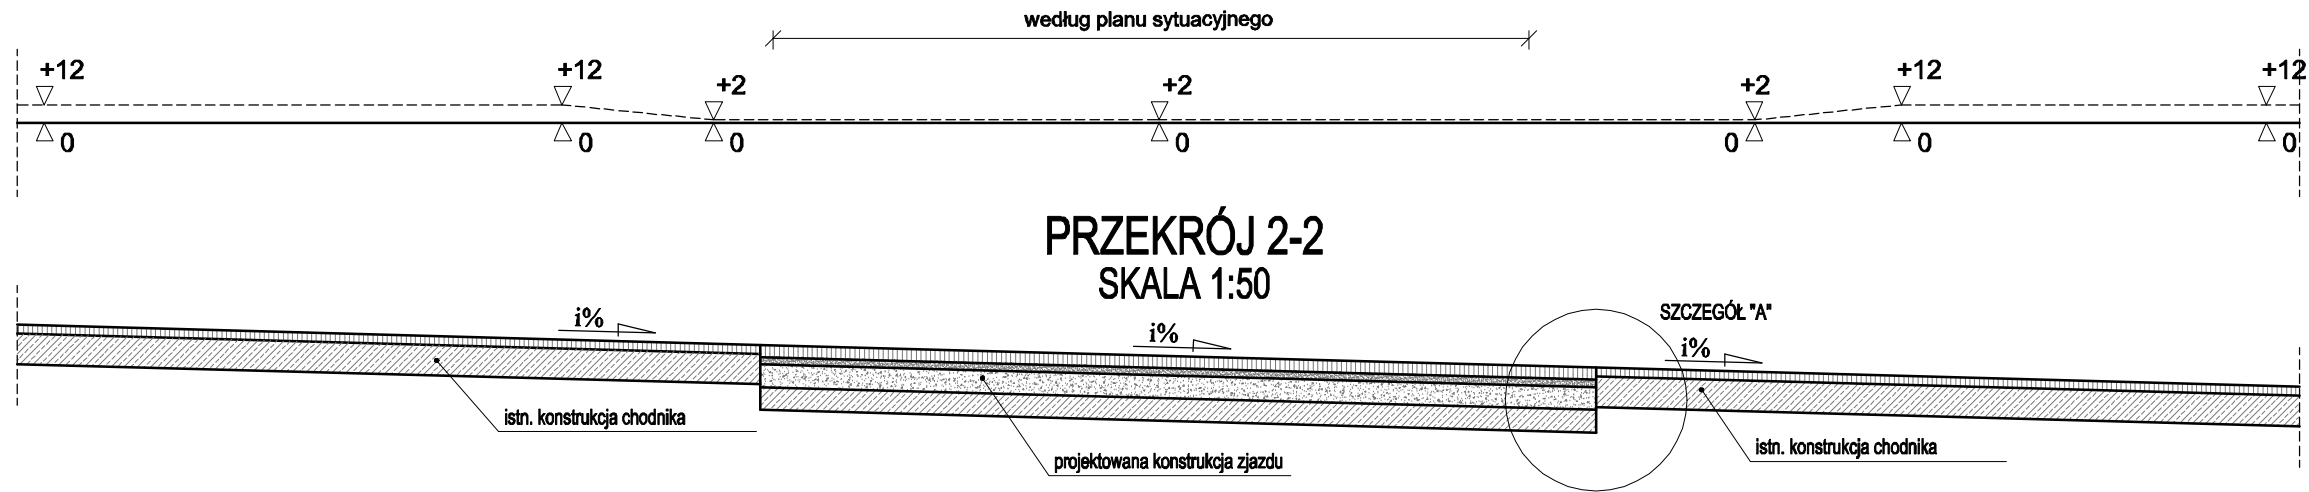 według planu sytuacyjnego
+12 +12 +2 +2 +2 +12 +12
0 0 0 0 0 0 0
PRZEKRÓJ 2-2
SKALA 1:50
i% i% i%
SZCZEGÓŁ "A"
istn. konstrukcja chodnika
projektowana konstrukcja zjazdu
istn. konstrukcja chodnika